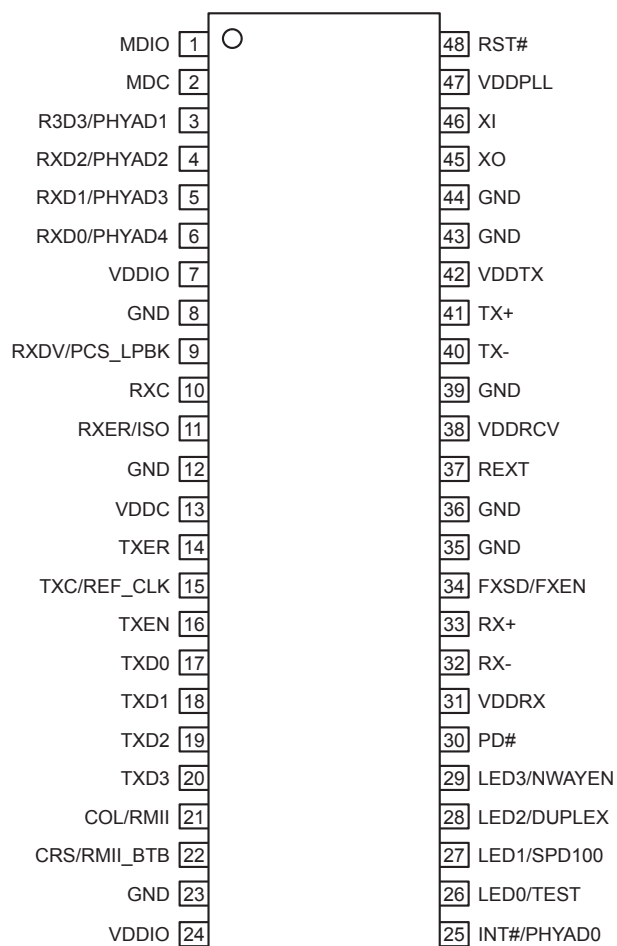 MDIO 1 48 RST#
MDC 2 47 VDDPLL
R3D3/PHYAD1 3 46 XI
RXD2/PHYAD2 4 45 XO
RXD1/PHYAD3 5 44 GND
RXD0/PHYAD4 6 43 GND
VDDIO 7 42 VDDTX
GND 8 41 TX+
RXDV/PCS_LPBK 9 40 TX-
RXC 10 39 GND
RXER/ISO 11 38 VDDRCV
GND 12 37 REXT
VDDC 13 36 GND
TXER 14 35 GND
TXC/REF_CLK 15 34 FXSD/FXEN
TXEN 16 33 RX+
TXD0 17 32 RX-
TXD1 18 31 VDDRX
TXD2 19 30 PD#
TXD3 20 29 LED3/NWAYEN
COL/RMII 21 28 LED2/DUPLEX
CRS/RMII_BTB 22 27 LED1/SPD100
GND 23 26 LED0/TEST
VDDIO 24 25 INT#/PHYAD0